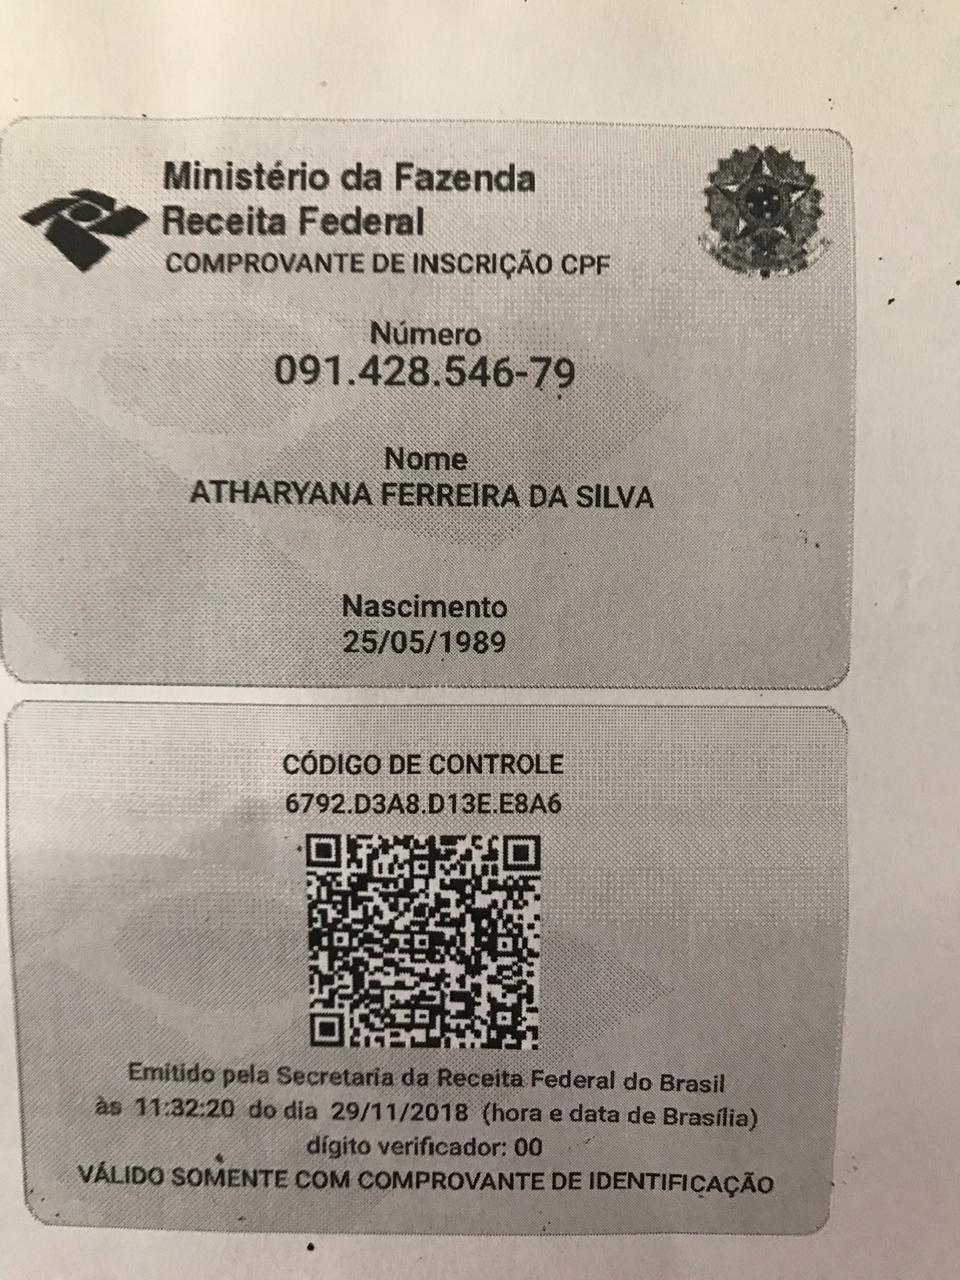 Ministério da Fazenda
Receita Federal
COMPROVANTE DE INSCRIÇÃO CPF
Número
091.428.546-79
Nome
ATHARYANA FERREIRA DA SILVA
Nascimento
25/05/1989
CÓDIGO DE CONTROLE
6792.D3A8.D13E.E8A6
Emitido pela Secretaria da Receita Federal do Brasil
às 11:32:20 do dia 29/11/2018 (hora e data de Brasília)
dígito verificador: 00
VÁLIDO SOMENTE COM COMPROVANTE DE IDENTIFICAÇÃO